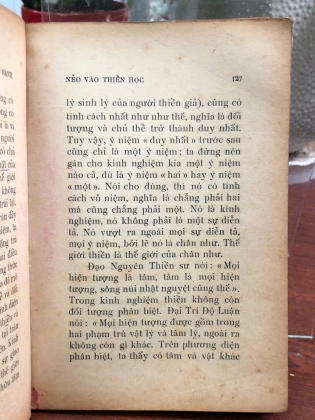 NẺO VÀO THIỀN HỌC 127
lý sinh lý của người thiền giả), cũng có
tính cách nhất như như thế, nghĩa là đối
tượng và chủ thể trở thành duy nhất.
Tuy vậy, ý niệm « duy nhất » trước sau
cũng chỉ là một ý niệm ; ta đừng nên
gán cho kinh nghiệm kia một ý niệm
nào cả, dù là ý niệm « hai » hay ý niệm
« một ». Nói cho đúng, thì nó có tính
cách vô niệm, nghĩa là chẳng phải hai
mà cũng chẳng phải một. Nó là kinh
nghiệm, nó không phải là một sự diễn
tả. Nó vượt ra ngoài mọi sự diễn tả,
mọi ý niệm, bởi lẽ nó là chân như. Thế
giới thiền là thế giới của chân như.
Đạo Nguyên Thiền sư nói : « Mọi
hiện tượng là tâm, tâm là mọi hiện
tượng, sông núi nhật nguyệt cũng thế ».
Trong kinh nghiệm thiền không còn
đối tượng phân biệt. Đại Trí Độ Luận
nói : « Mọi hiện tượng được gồm trong
hai phạm trù vật lý và tâm lý, ngoài ra
không còn gì khác. Trên phương diện
phân biệt, ta thấy có tâm và vật khác